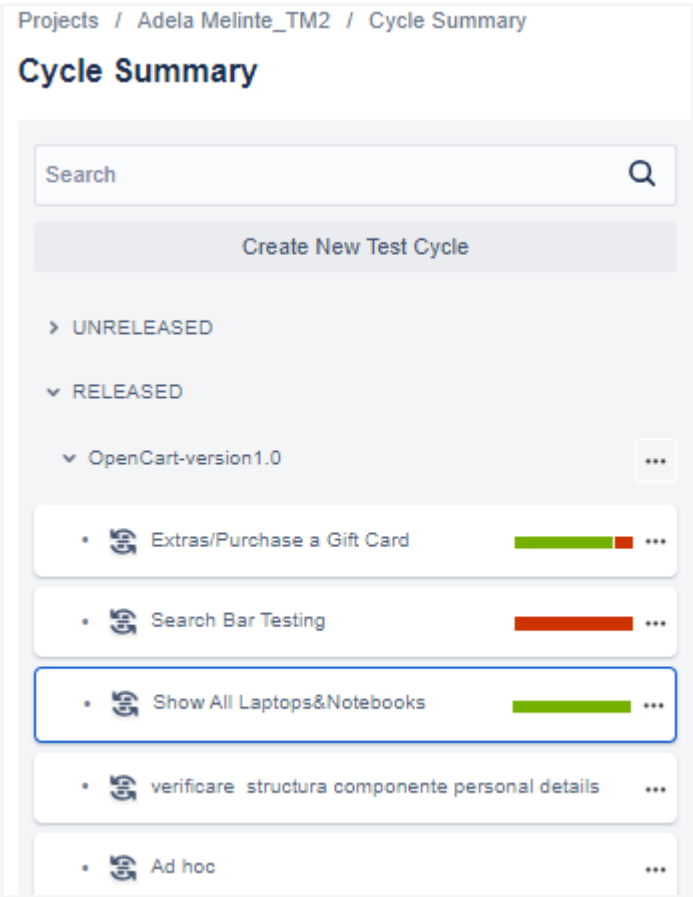 Projects / Adela Melinte_TM2 / Cycle Summary
Cycle Summary
Search
Create New Test Cycle
UNRELEASED
RELEASED
OpenCart-version1.0
Extras/Purchase a Gift Card
Search Bar Testing
Show All Laptops&Notebooks
verificare structura componente personal details
Ad hoc